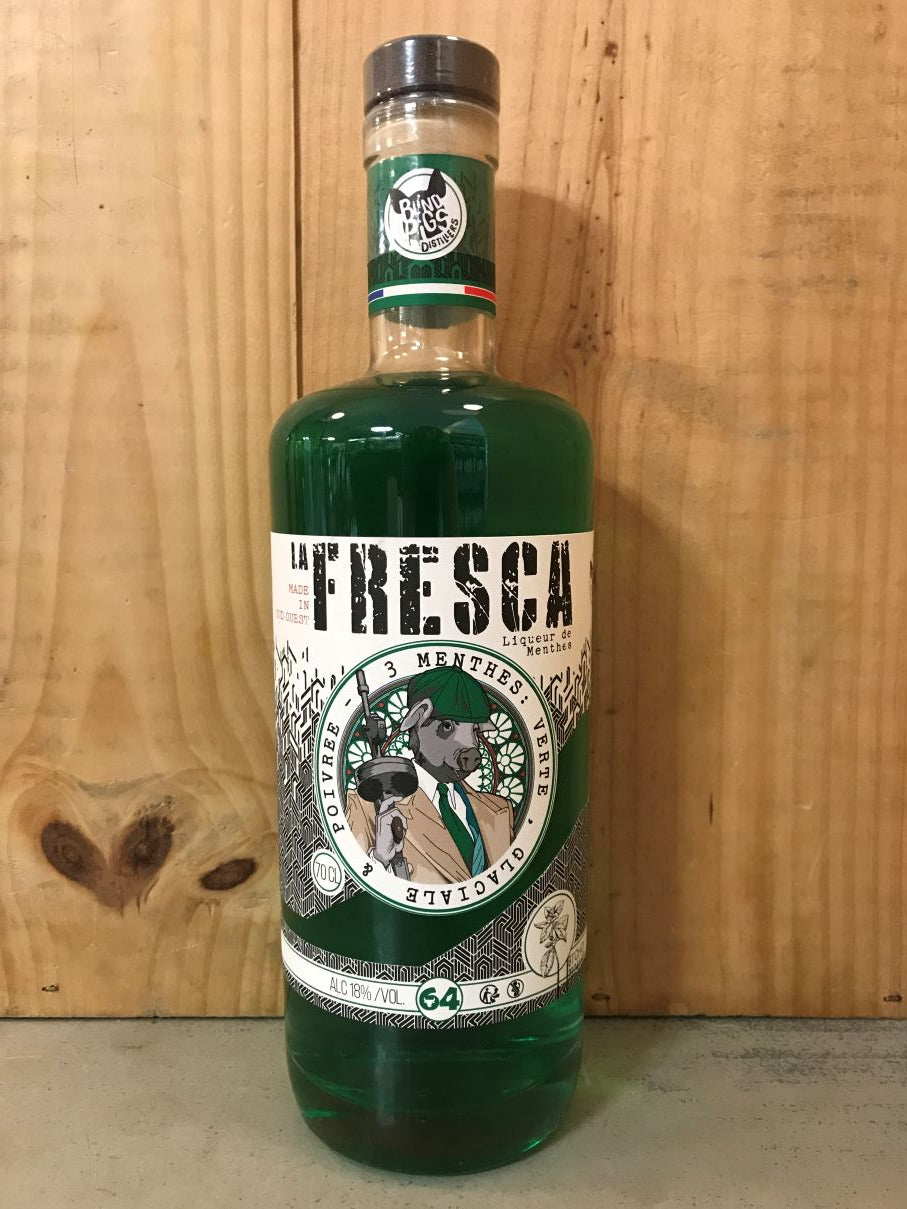 BLIND
PIGS
DISTILLERS
LA
FRESCA
MADE
IN
SUD OUEST
Liqueur de
Menthes
3 MENTHES: VERTE, GLACIALE & POIVREE -
70 CL
ALC 18% /VOL.
64